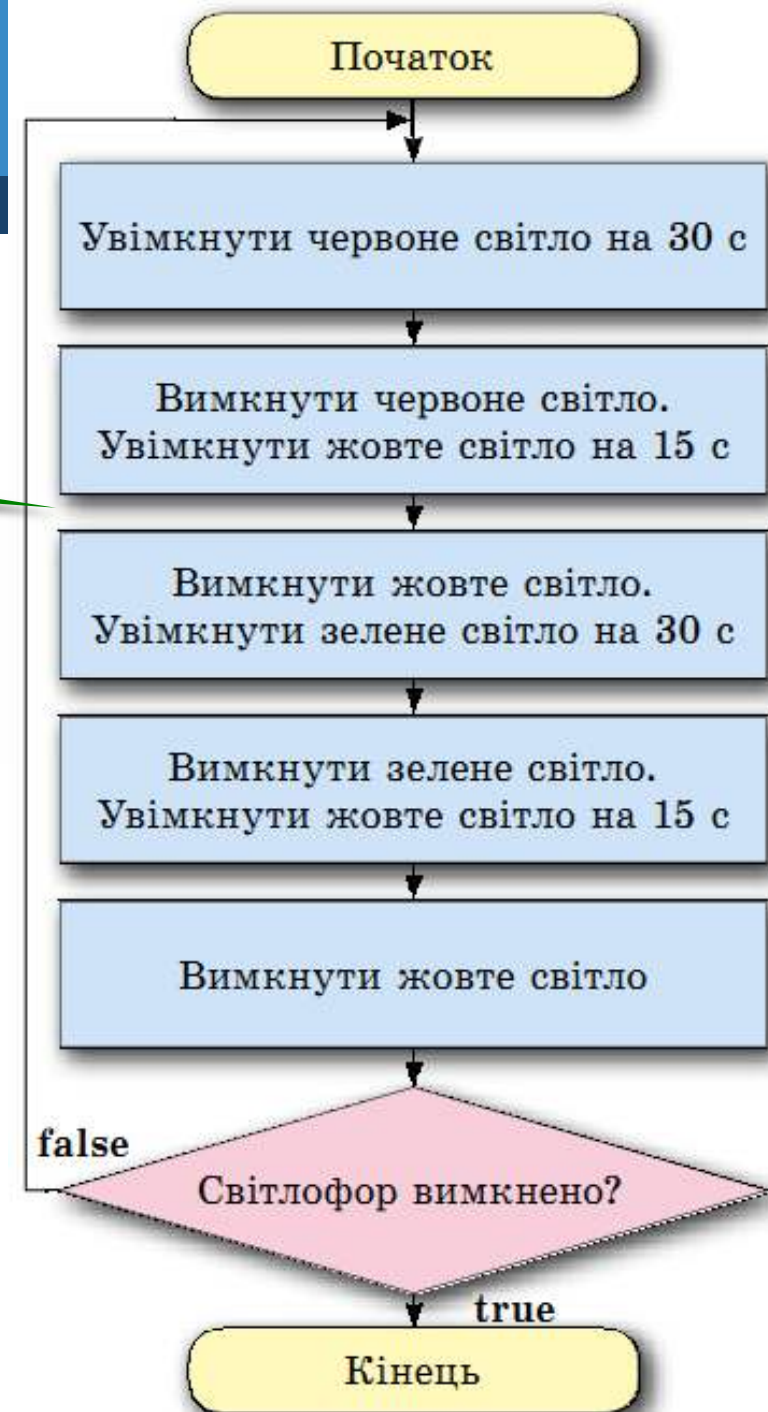 Початок
Увімкнути червоне світло на 30 с
Вимкнути червоне світло.
Увімкнути жовте світло на 15 с
Вимкнути жовте світло.
Увімкнути зелене світло на 30 с
Вимкнути зелене світло.
Увімкнути жовте світло на 15 с
Вимкнути жовте світло
false
Світлофор вимкнено?
true
Кінець